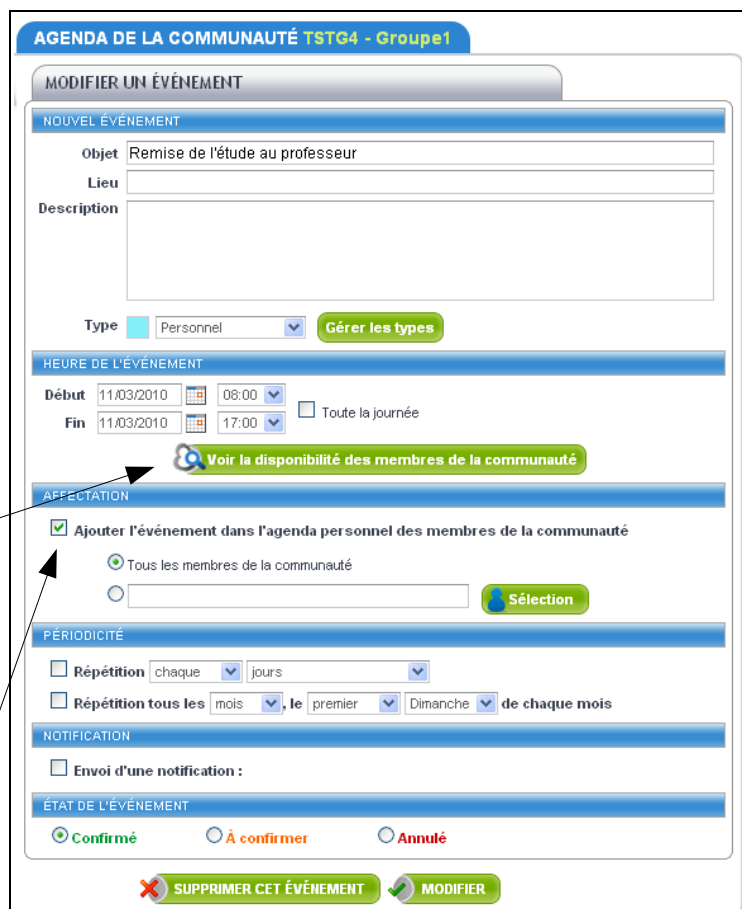 AGENDA DE LA COMMUNAUTÉ TSTG4 - Groupe1
MODIFIER UN ÉVÉNEMENT
NOUVEL ÉVÉNEMENT
Objet Remise de l'étude au professeur
Lieu
Description
Type Personnel Gérer les types
HEURE DE L'ÉVÉNEMENT
Début 11/03/2010 08:00
Toute la journée
Fin 11/03/2010 17:00
Voir la disponibilité des membres de la communauté
AFFECTATION
Ajouter l'événement dans l'agenda personnel des membres de la communauté
Tous les membres de la communauté
Sélection
PÉRIODICITÉ
Répétition chaque jours
Répétition tous les mois , le premier Dimanche de chaque mois
NOTIFICATION
Envoi d'une notification :
ÉTAT DE L'ÉVÉNEMENT
Confirmé À confirmer Annulé
SUPPRIMER CET ÉVÉNEMENT MODIFIER